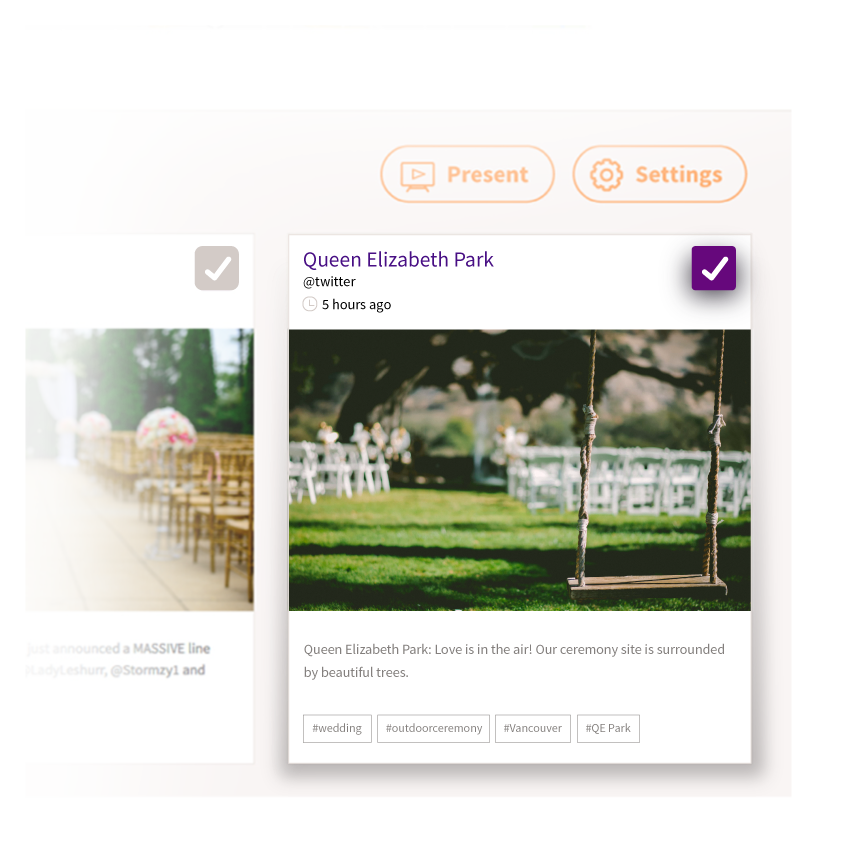 Present
Settings
Queen Elizabeth Park
@twitter
5 hours ago
just announced a MASSIVE line
#LadyLeshurr, @Stormzy1 and
Queen Elizabeth Park: Love is in the air! Our ceremony site is surrounded
by beautiful trees.
#wedding
#outdoorceremony
#Vancouver
#QE Park